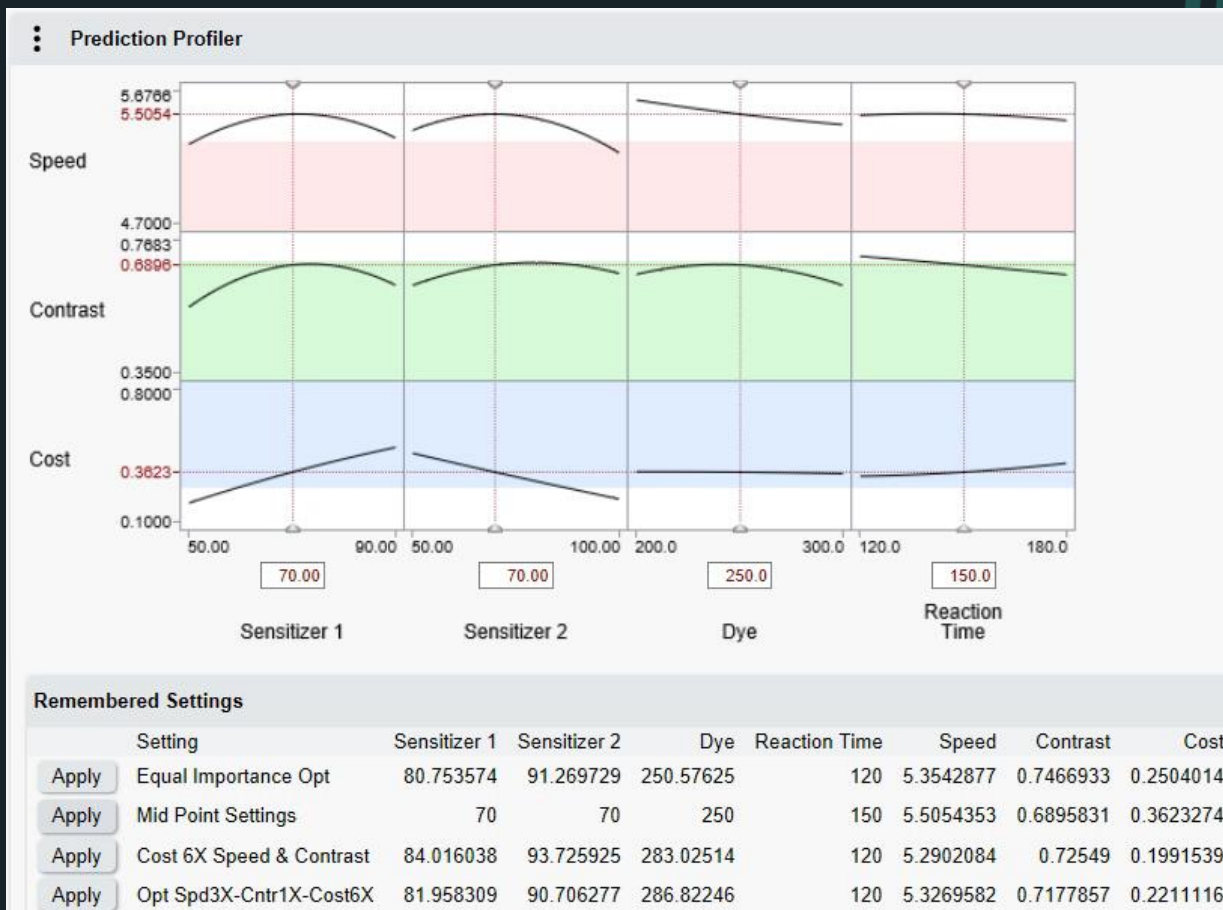 Prediction Profiler
5.6766
5.5054
Speed
4.7000
0.7683
0.6896
Contrast
0.3500
0.8000
Cost
0.3623
0.1000
50.00 90.00 50.00 100.00 200.0 300.0 120.0 180.0
70.00 70.00 250.0 150.0
Sensitizer 1 Sensitizer 2 Dye Reaction Time
Remembered Settings
Setting Sensitizer 1 Sensitizer 2 Dye Reaction Time Speed Contrast Cost
Apply Equal Importance Opt 80.753574 91.269729 250.57625 120 5.3542877 0.7466933 0.2504014
Apply Mid Point Settings 70 70 250 150 5.5054353 0.6895831 0.3623274
Apply Cost 6X Speed & Contrast 84.016038 93.725925 283.02514 120 5.2902084 0.72549 0.1991539
Apply Opt Spd3X-Cntr1X-Cost6X 81.958309 90.706277 286.82246 120 5.3269582 0.7177857 0.2211116